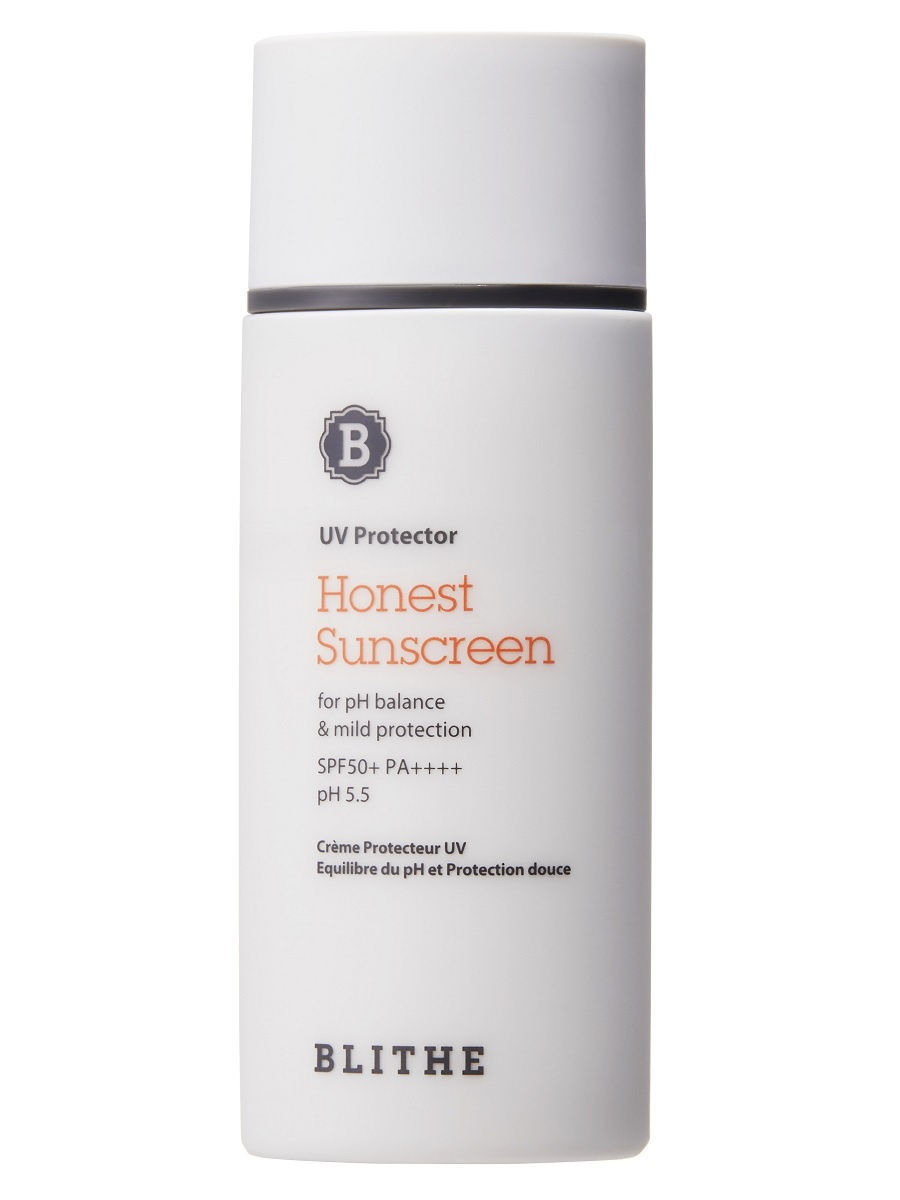 B
UV Protector
Honest
Sunscreen
for pH balance
& mild protection
SPF50+ PA++++
pH 5.5
Crème Protecteur UV
Equilibre du pH et Protection douce
BLITHE